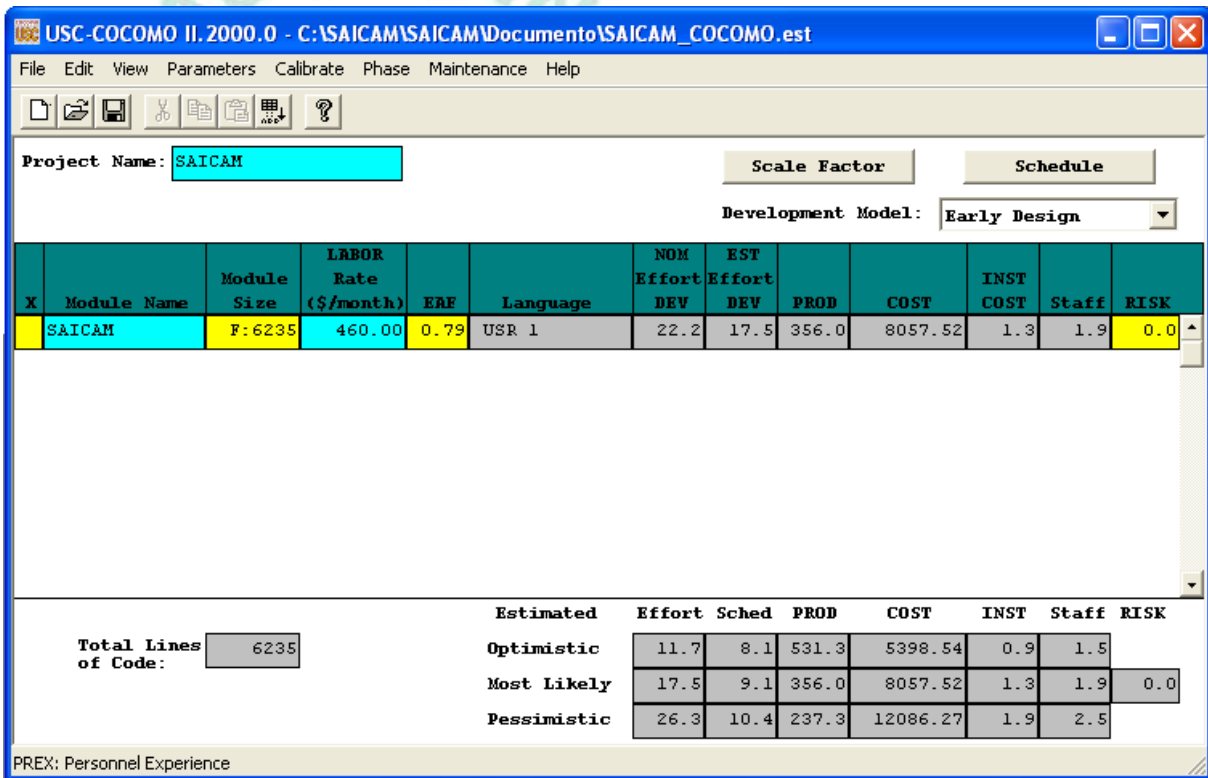 USC-COCOMO II.2000.0 - C:\SAICAM\SAICAM\Documento\SAICAM_COCOMO.est
File Edit View Parameters Calibrate Phase Maintenance Help
Project Name: SAICAM
Scale Factor Schedule
Development Model: Early Design
X Module Name Module Size LABOR Rate ($/month) EAF Language NOM Effort DEV EST Effort DEV PROD COST INST COST Staff RISK
SAICAM F:6235 460.00 0.79 USR 1 22.2 17.5 356.0 8057.52 1.3 1.9 0.0
Estimated Effort Sched PROD COST INST Staff RISK
Total Lines of Code: 6235
Optimistic 11.7 8.1 531.3 5398.54 0.9 1.5
Most Likely 17.5 9.1 356.0 8057.52 1.3 1.9 0.0
Pessimistic 26.3 10.4 237.3 12086.27 1.9 2.5
PREX: Personnel Experience